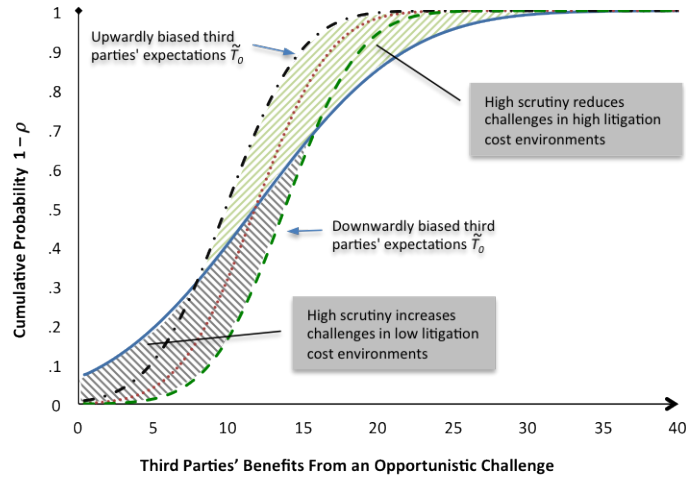 1
.9
.8
.7
.6
.5
.4
.3
.2
.1
0
Cumulative Probability 1 – ρ
Upwardly biased third
parties' expectations T̃₀
High scrutiny reduces
challenges in high litigation
cost environments
Downwardly biased third
parties' expectations T̃₀
High scrutiny increases
challenges in low litigation
cost environments
0 5 10 15 20 25 30 35 40
Third Parties’ Benefits From an Opportunistic Challenge